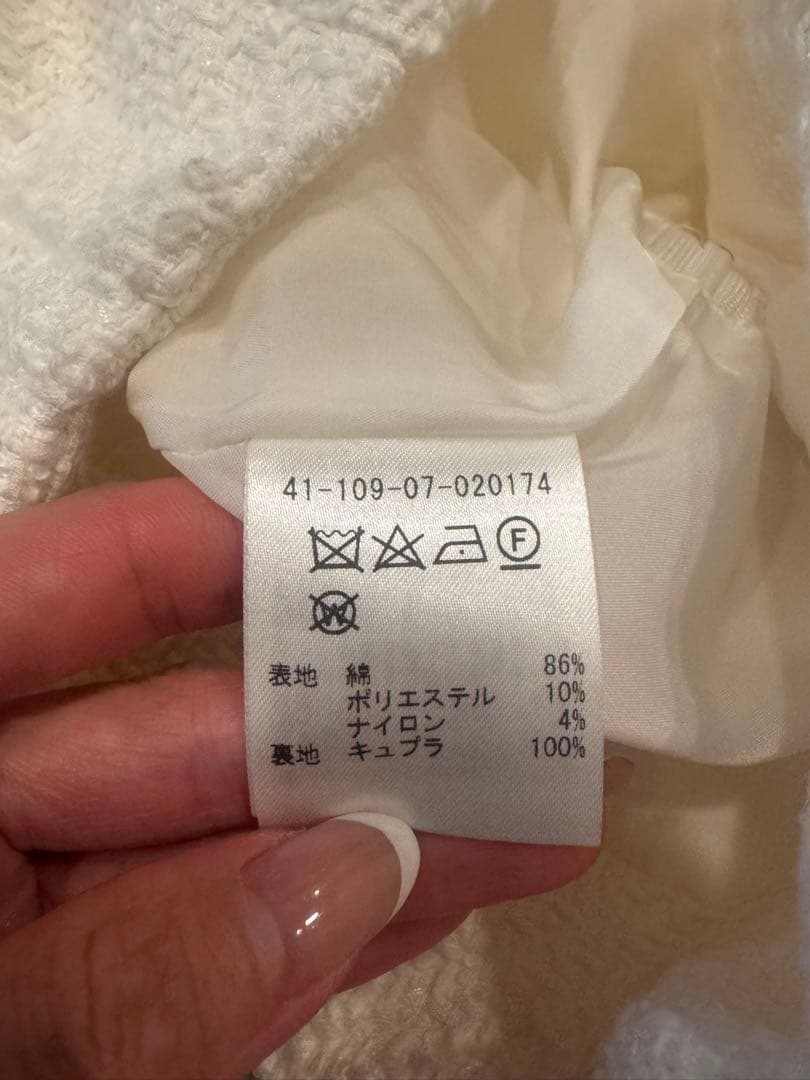 41-109-07-020174
F
W
表地 綿 86%
ポリエステル 10%
ナイロン 4%
裏地 キュプラ 100%